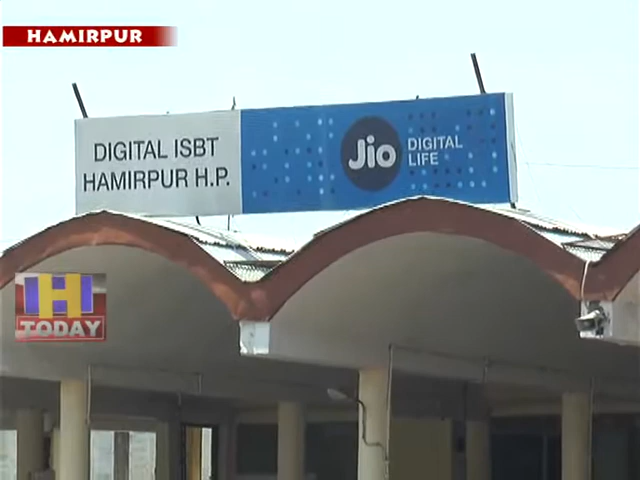 HAMIRPUR
DIGITAL ISBT
HAMIRPUR H.P.
Jio
DIGITAL
LIFE
H
TODAY